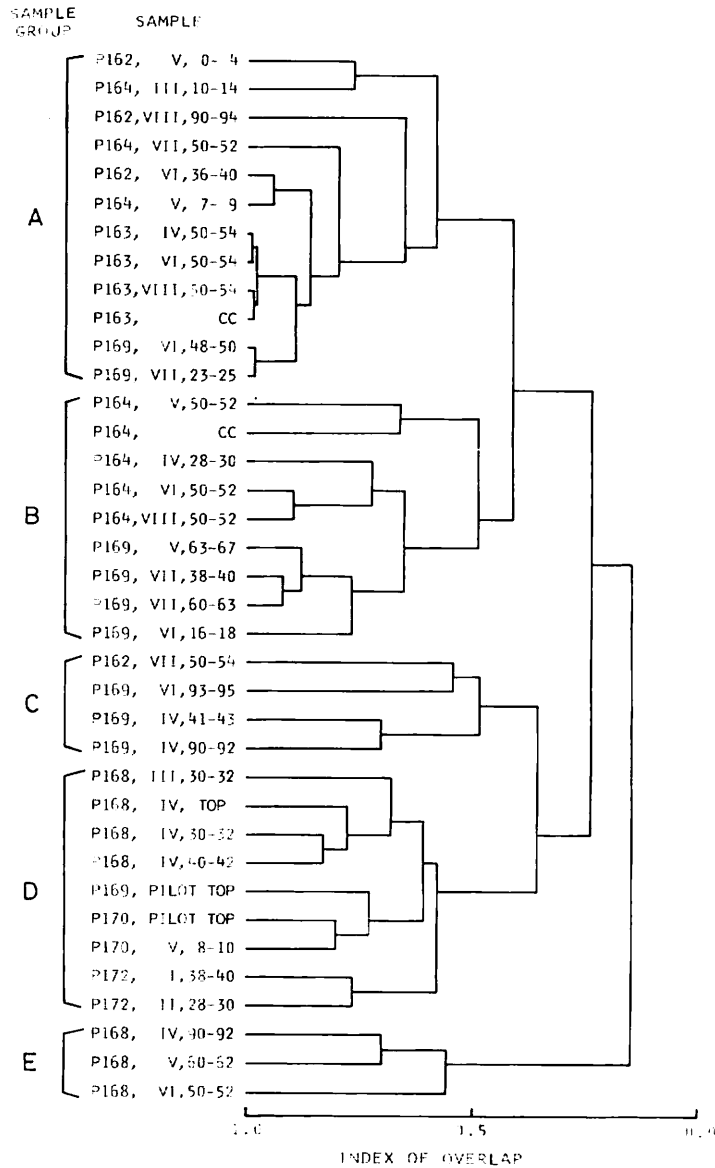 SAMPLE GROUP
SAMPLE
A
P162, V, 0- 4
P164, III,10-14
P162,VIII,90-94
P164, VII,50-52
P162, VI,36-40
P164, V, 7- 9
P163, IV,50-54
P163, VI,50-54
P163,VIII,50-54
P163, CC
P169, VI,48-50
P169, VII,23-25
B
P164, V,50-52
P164, CC
P164, IV,28-30
P164, VI,50-52
P164,VIII,50-52
P169, V,63-67
P169, VII,38-40
P169, VII,60-63
P169, VI,16-18
C
P162, VII,50-54
P169, VI,93-95
P169, IV,41-43
P169, IV,90-92
D
P168, III,30-32
P168, IV, TOP
P168, IV,30-32
P168, IV,40-42
P169, PILOT TOP
P170, PILOT TOP
P170, V, 8-10
P172, I,38-40
P172, II,28-30
E
P168, IV,90-92
P168, V,60-62
P168, VI,50-52
1.0 0.5 0.0
INDEX OF OVERLAP